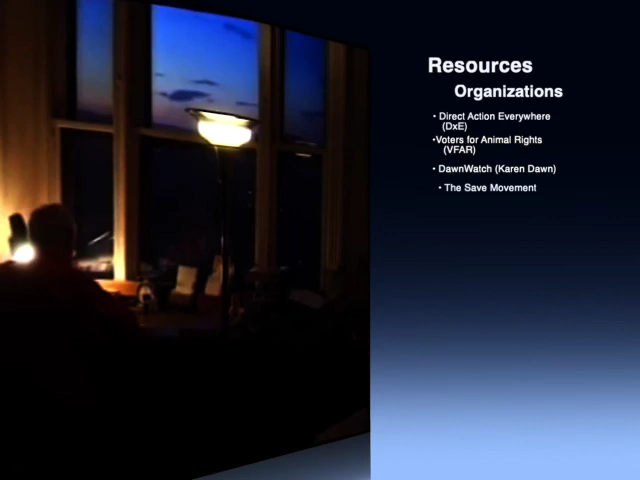 Resources
Organizations
• Direct Action Everywhere
(DxE)
•Voters for Animal Rights
(VFAR)
• DawnWatch (Karen Dawn)
• The Save Movement